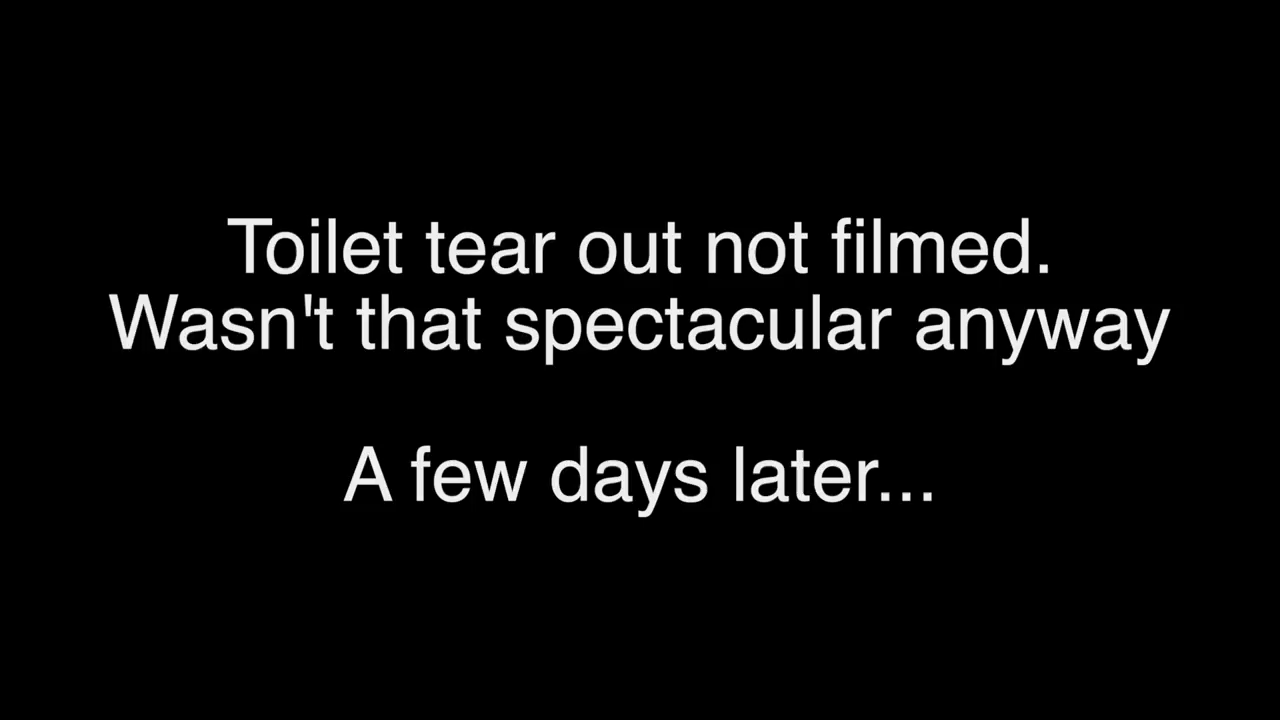 Toilet tear out not filmed.
Wasn't that spectacular anyway
A few days later...